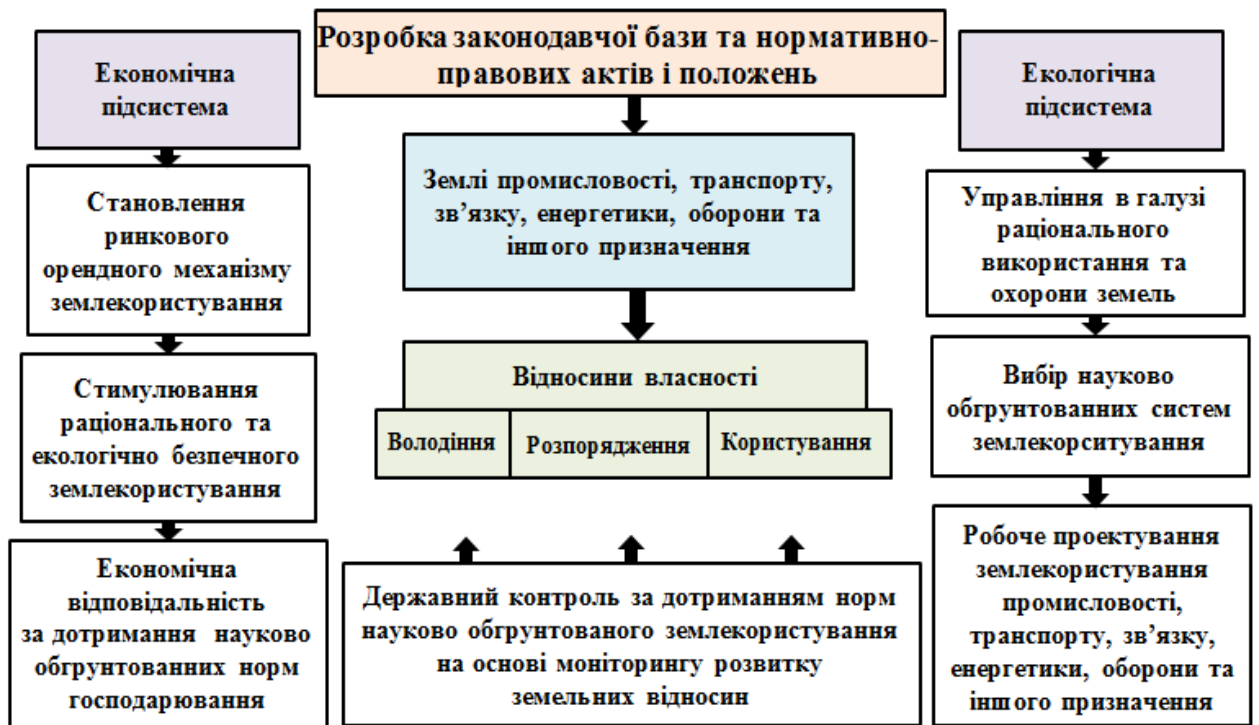 Економічна
підсистема
Становлення
ринкового
орендного механізму
землекористування
Стимулювання
раціонального та
екологічно безпечного
землекористування
Економічна
відповідальність
за дотримання науково
обгрунтованних норм
господарювання
Розробка законодавчої бази та нормативно-
правових актів і положень
Землі промисловості, транспорту,
зв’язку, енергетики, оборони та
іншого призначення
Відносини власності
Володіння Розпорядження Користування
Державний контроль за дотриманням норм
науково обгрунтованого землекористування
на основі моніторингу розвитку
земельних відносин
Екологічна
підсистема
Управління в галузі
раціонального
використання та
охорони земель
Вибір науково
обгрунтованних систем
землекорситування
Робоче проектування
землекористування
промисловості,
транспорту, зв’язку,
енергетики, оборони та
іншого призначення